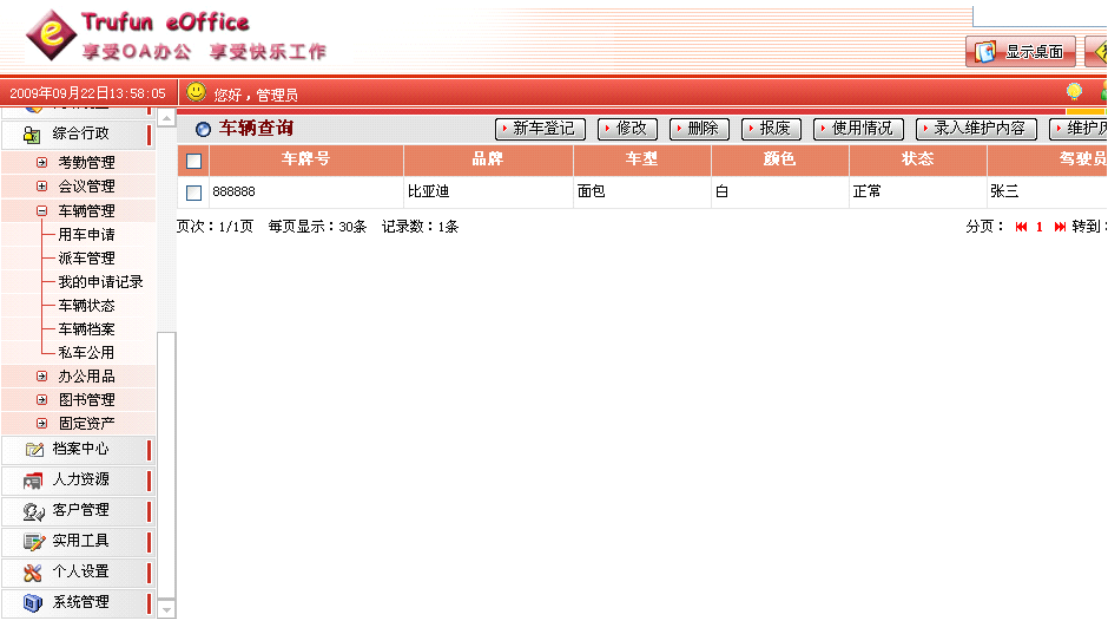 Trufun eOffice
享受OA办公 享受快乐工作
显示桌面
2009年09月22日13:58:05
您好，管理员
综合行政
考勤管理
会议管理
车辆管理
用车申请
派车管理
我的申请记录
车辆状态
车辆档案
私车公用
办公用品
图书管理
固定资产
档案中心
人力资源
客户管理
实用工具
个人设置
系统管理
车辆查询 新车登记 修改 删除 报废 使用情况 录入维护内容 维护
车牌号 品牌 车型 颜色 状态 驾驶员
888888 比亚迪 面包 白 正常 张三
页次：1/1页 每页显示：30条 记录数：1条 分页： 1 转到：